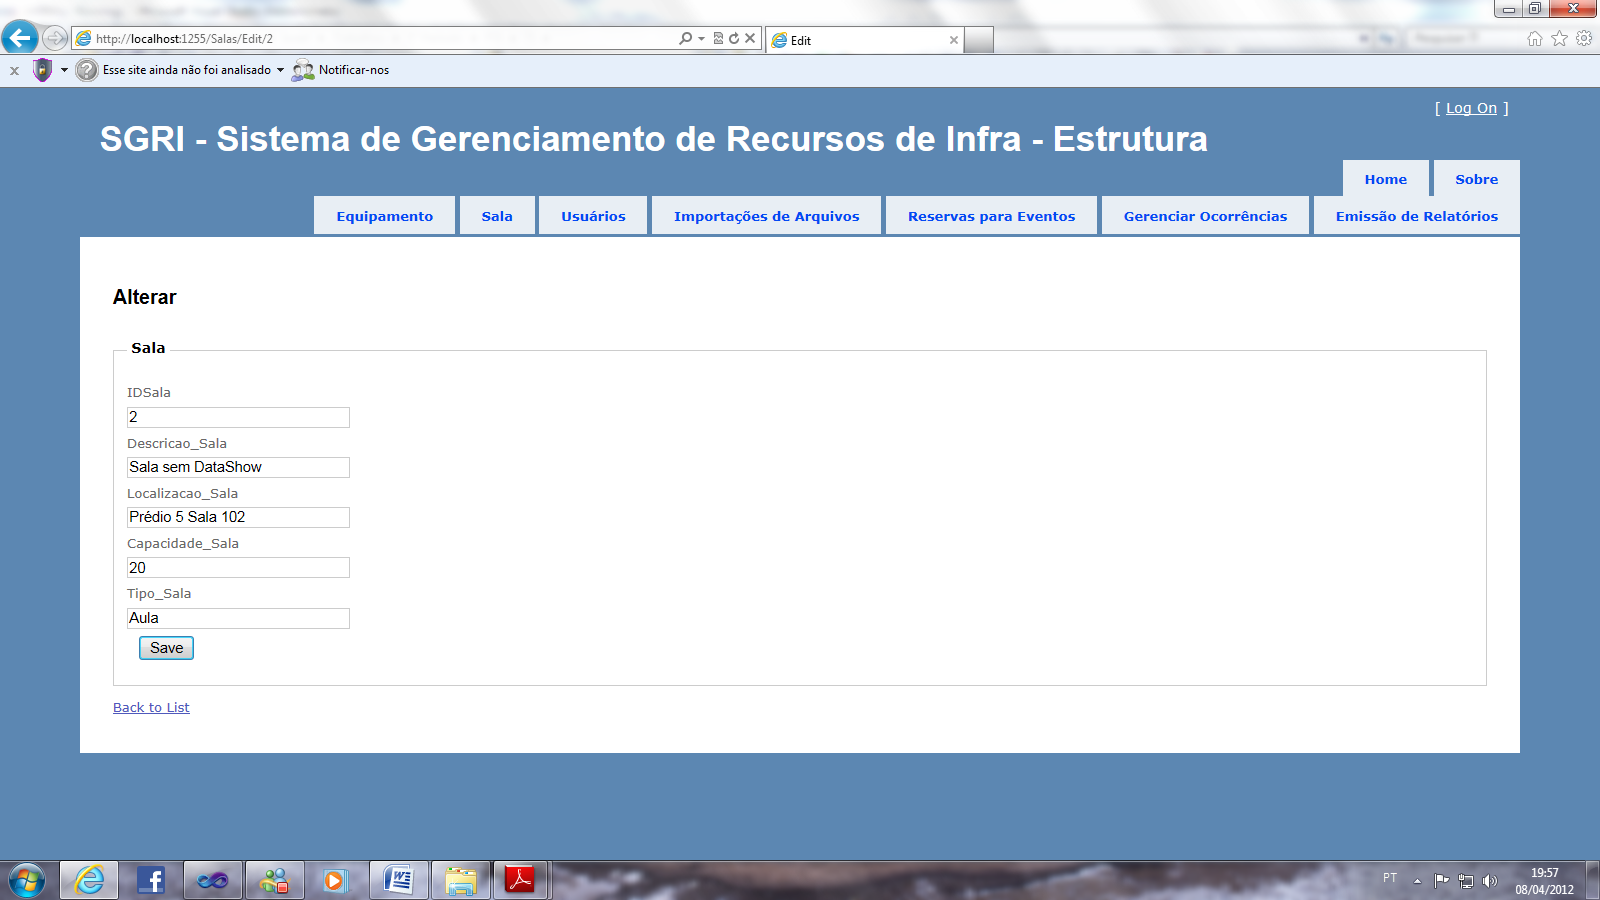 http://localhost:1255/Salas/Edit/2
Edit
x
Esse site ainda não foi analisado
Notificar-nos
[ Log On ]
SGRI - Sistema de Gerenciamento de Recursos de Infra - Estrutura
Home
Sobre
Equipamento
Sala
Usuários
Importações de Arquivos
Reservas para Eventos
Gerenciar Ocorrências
Emissão de Relatórios
Alterar
Sala
IDSala
2
Descricao_Sala
Sala sem DataShow
Localizacao_Sala
Prédio 5 Sala 102
Capacidade_Sala
20
Tipo_Sala
Aula
Save
Back to List
PT
19:57
08/04/2012